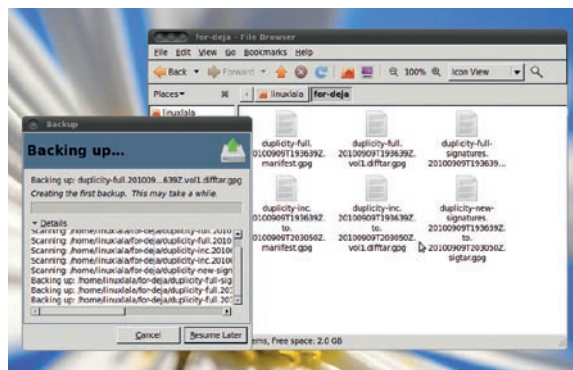 for-deja - File Browser
File Edit View Go Bookmarks Help
Back Forward 100% Icon View
Places for-deja
linuxlala for-deja
linuxlala
duplicity-full.
20100909T193639Z.
manifest.gpg
duplicity-full.
20100909T193639Z.
vol1.difftar.gpg
duplicity-full-
signatures.
20100909T193639...
duplicity-inc.
20100909T193639Z.
to.
20100909T203050Z.
manifest.gpg
duplicity-inc.
20100909T193639Z.
to.
20100909T203050Z.
vol1.difftar.gpg
duplicity-new-
signatures.
20100909T193639Z.
to.
20100909T203050Z.
sigtar.gpg
ems, Free space: 2.0 GB
Backup
Backing up...
Backing up: duplicity-full.201009...639Z.vol1.difftar.gpg
Creating the first backup. This may take a while.
Details
Scanning: /home/linuxlala/for-deja/duplicity-full.2010
Scanning: /home/linuxlala/for-deja/duplicity-full.2010
Scanning: /home/linuxlala/for-deja/duplicity-inc.2010
Scanning: /home/linuxlala/for-deja/duplicity-inc.2010
Scanning: /home/linuxlala/for-deja/duplicity-new-sign
Backing up: /home/linuxlala/for-deja/duplicity-full-sig
Backing up: /home/linuxlala/for-deja/duplicity-full.201
Backing up: /home/linuxlala/for-deja/duplicity-full.201
Cancel Resume Later